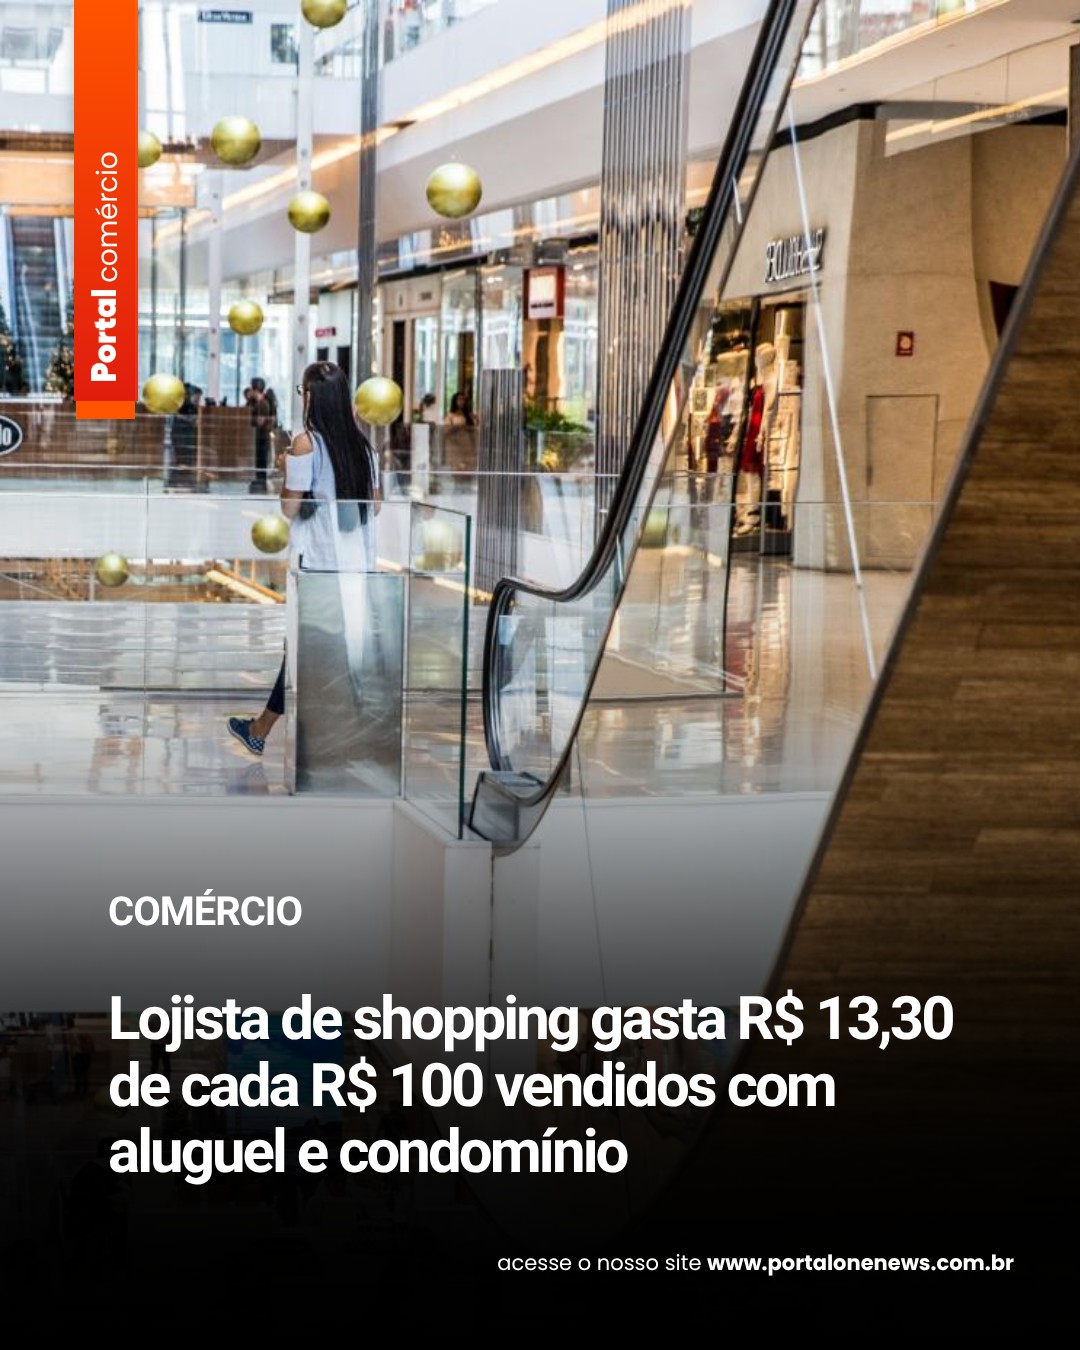 Portal comércio
COMÉRCIO
Lojista de shopping gasta R$ 13,30
de cada R$ 100 vendidos com
aluguel e condomínio
acesse o nosso site www.portalonenews.com.br